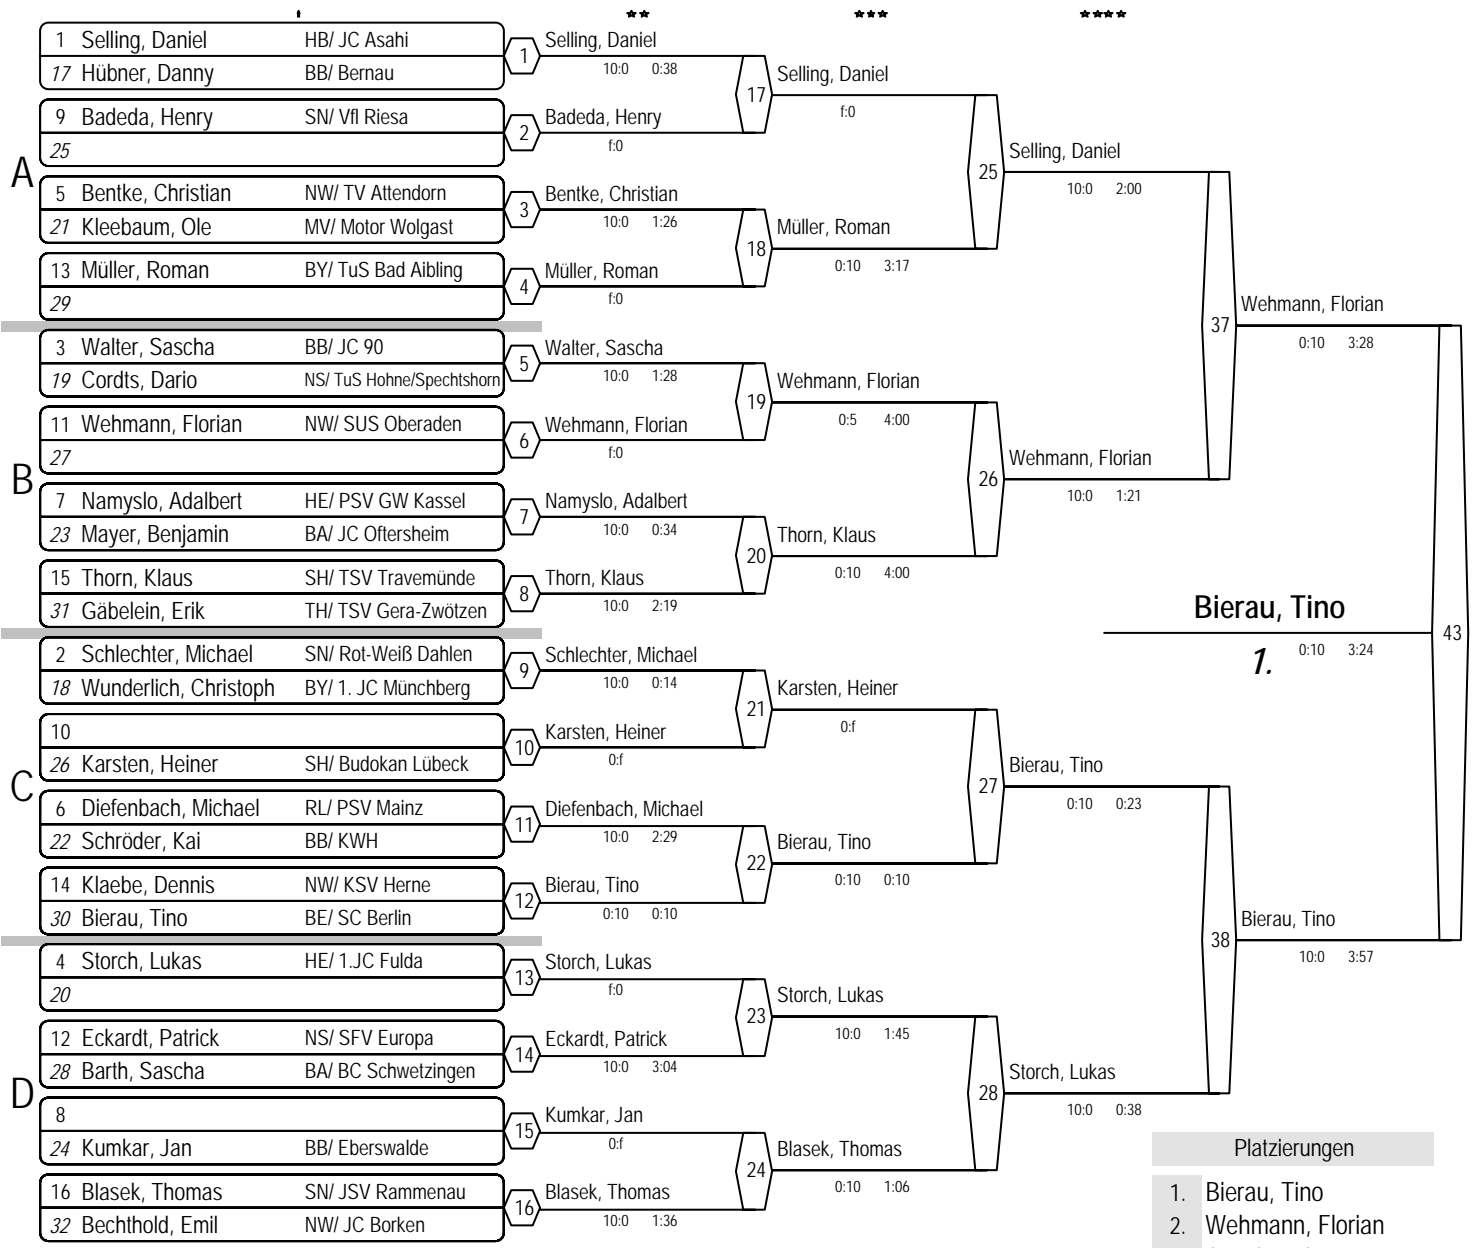 * ** *** ****
1 Selling, Daniel HB/ JC Asahi
17 Hübner, Danny BB/ Bernau
1
Selling, Daniel
10:0 0:38
9 Badeda, Henry SN/ Vfl Riesa
25
2
Badeda, Henry
f:0
17
Selling, Daniel
f:0
A
5 Bentke, Christian NW/ TV Attendorn
21 Kleebaum, Ole MV/ Motor Wolgast
3
Bentke, Christian
10:0 1:26
13 Müller, Roman BY/ TuS Bad Aibling
29
4
Müller, Roman
f:0
18
Müller, Roman
0:10 3:17
25
Selling, Daniel
10:0 2:00
3 Walter, Sascha BB/ JC 90
19 Cordts, Dario NS/ TuS Hohne/Spechtshorn
5
Walter, Sascha
10:0 1:28
11 Wehmann, Florian NW/ SUS Oberaden
27
6
Wehmann, Florian
f:0
19
Wehmann, Florian
0:5 4:00
B
7 Namyslo, Adalbert HE/ PSV GW Kassel
23 Mayer, Benjamin BA/ JC Oftersheim
7
Namyslo, Adalbert
10:0 0:34
15 Thorn, Klaus SH/ TSV Travemünde
31 Gäbelein, Erik TH/ TSV Gera-Zwötzen
8
Thorn, Klaus
10:0 2:19
20
Thorn, Klaus
0:10 4:00
26
Wehmann, Florian
10:0 1:21
37
Wehmann, Florian
0:10 3:28
2 Schlechter, Michael SN/ Rot-Weiß Dahlen
18 Wunderlich, Christoph BY/ 1. JC Münchberg
9
Schlechter, Michael
10:0 0:14
10
26 Karsten, Heiner SH/ Budokan Lübeck
10
Karsten, Heiner
0:f
21
Karsten, Heiner
0:f
C
6 Diefenbach, Michael RL/ PSV Mainz
22 Schröder, Kai BB/ KWH
11
Diefenbach, Michael
10:0 2:29
14 Klaebe, Dennis NW/ KSV Herne
30 Bierau, Tino BE/ SC Berlin
12
Bierau, Tino
0:10 0:10
22
Bierau, Tino
0:10 0:10
27
Bierau, Tino
0:10 0:23
4 Storch, Lukas HE/ 1.JC Fulda
20
13
Storch, Lukas
f:0
12 Eckardt, Patrick NS/ SFV Europa
28 Barth, Sascha BA/ BC Schwetzingen
14
Eckardt, Patrick
10:0 3:04
23
Storch, Lukas
10:0 1:45
D
8
24 Kumkar, Jan BB/ Eberswalde
15
Kumkar, Jan
0:f
16 Blasek, Thomas SN/ JSV Rammenau
32 Bechthold, Emil NW/ JC Borken
16
Blasek, Thomas
10:0 1:36
24
Blasek, Thomas
0:10 1:06
28
Storch, Lukas
10:0 0:38
38
Bierau, Tino
10:0 3:57
43
Bierau, Tino
1. 0:10 3:24
Platzierungen
1. Bierau, Tino
2. Wehmann, Florian